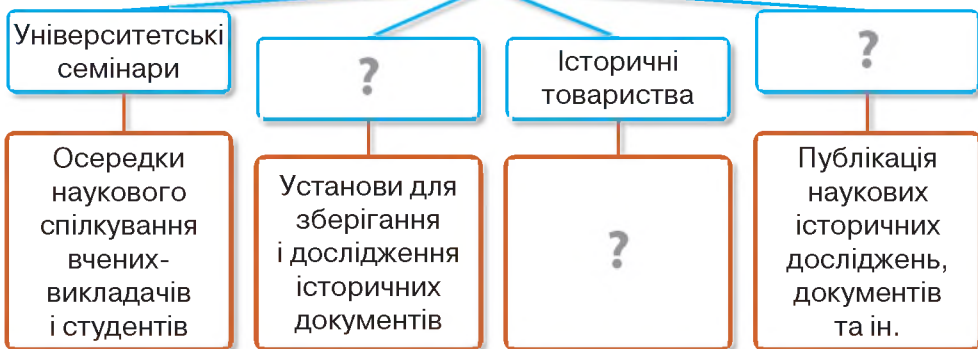 Університетські
семінари
?
Історичні
товариства
?
Осередки
наукового
спілкування
вчених-
викладачів
і студентів
Установи для
зберігання
і дослідження
історичних
документів
?
Публікація
наукових
історичних
досліджень,
документів
та ін.